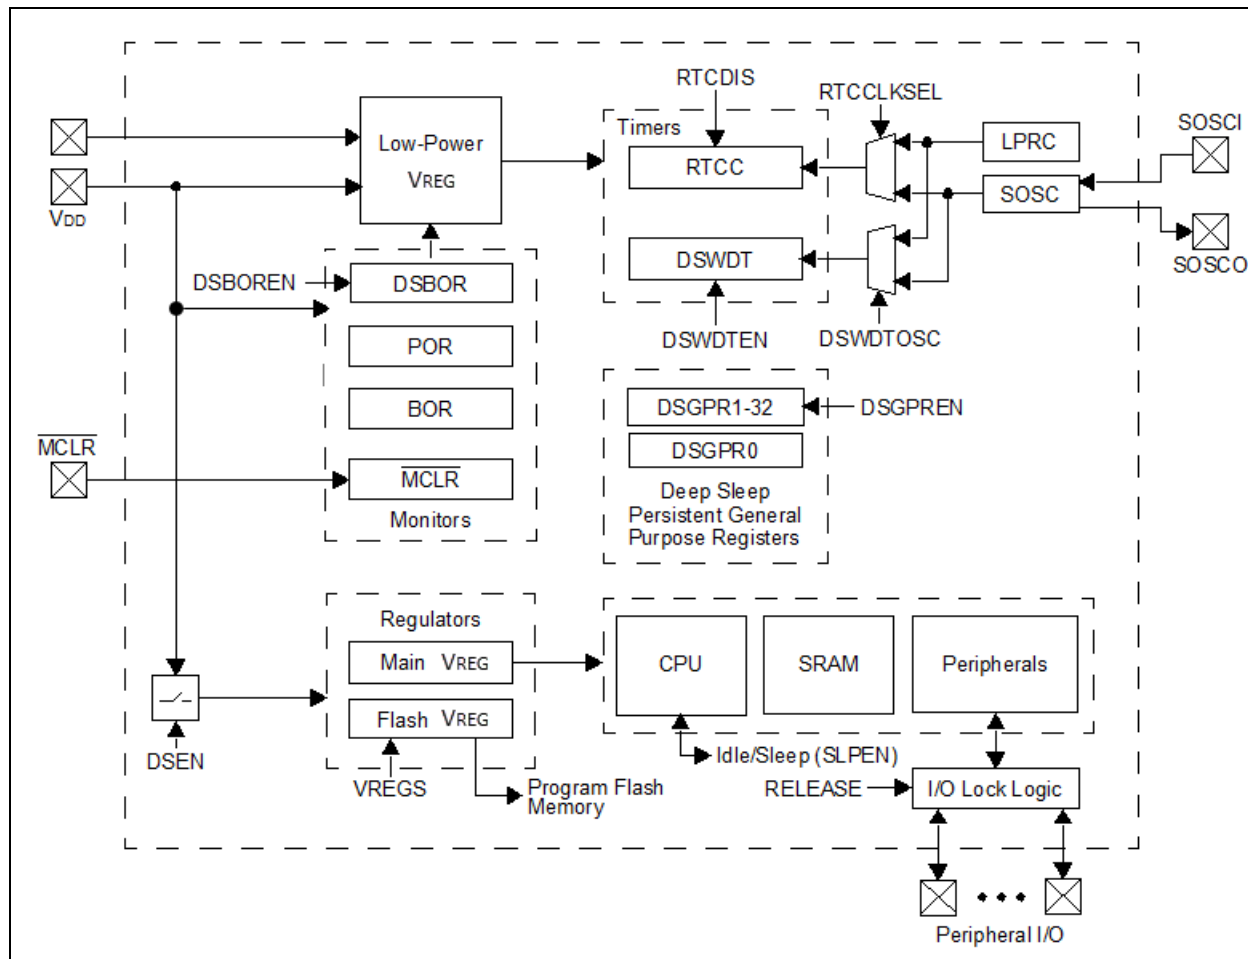 RTCDIS
RTCCLKSEL
SOSCI
Timers
LPRC
Low-Power
VREG
RTCC
SOSC
VDD
DSBOREN
DSBOR
DSWDT
SOSCO
POR
DSWDTEN
DSWDTOSC
BOR
DSGPR1-32
DSGPREN
MCLR
MCLR
DSGPR0
Monitors
Deep Sleep
Persistent General
Purpose Registers
Regulators
Main VREG
CPU
SRAM
Peripherals
Flash VREG
DSEN
VREGS
Program Flash
Memory
Idle/Sleep (SLPEN)
RELEASE
I/O Lock Logic
Peripheral I/O